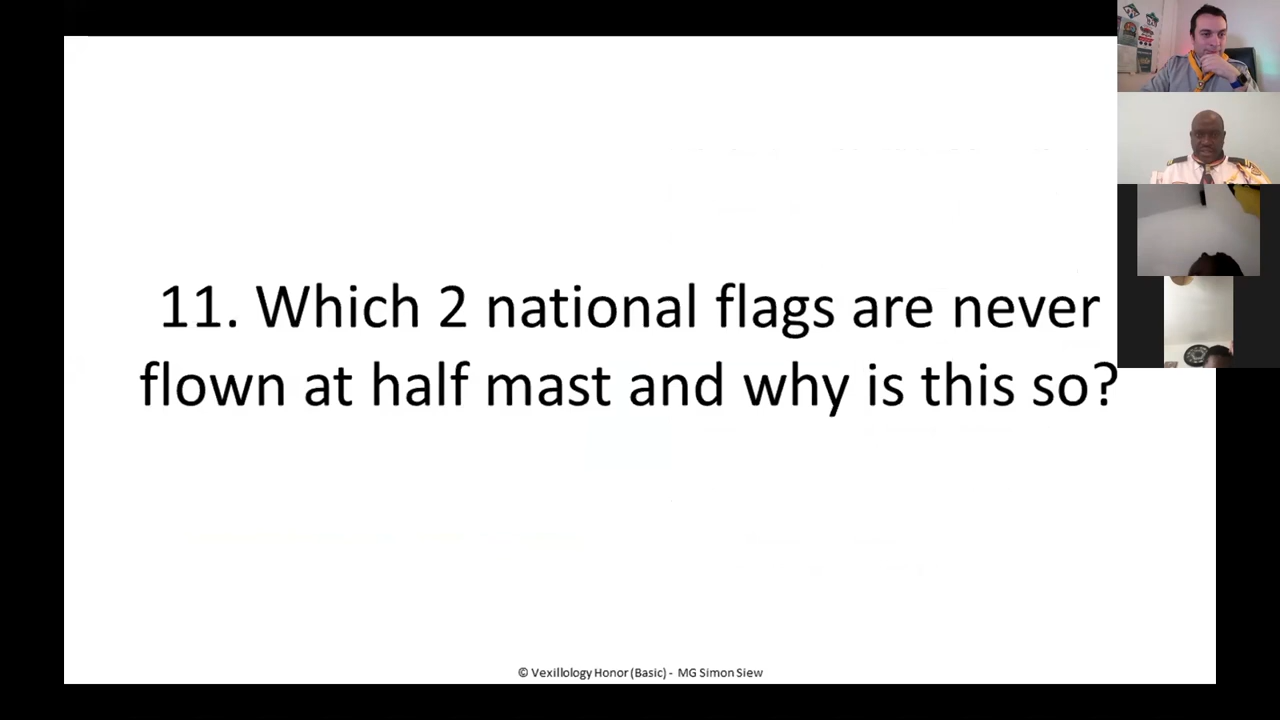 11. Which 2 national flags are never
flown at half mast and why is this so?
© Vexillology Honor (Basic) - MG Simon Siew